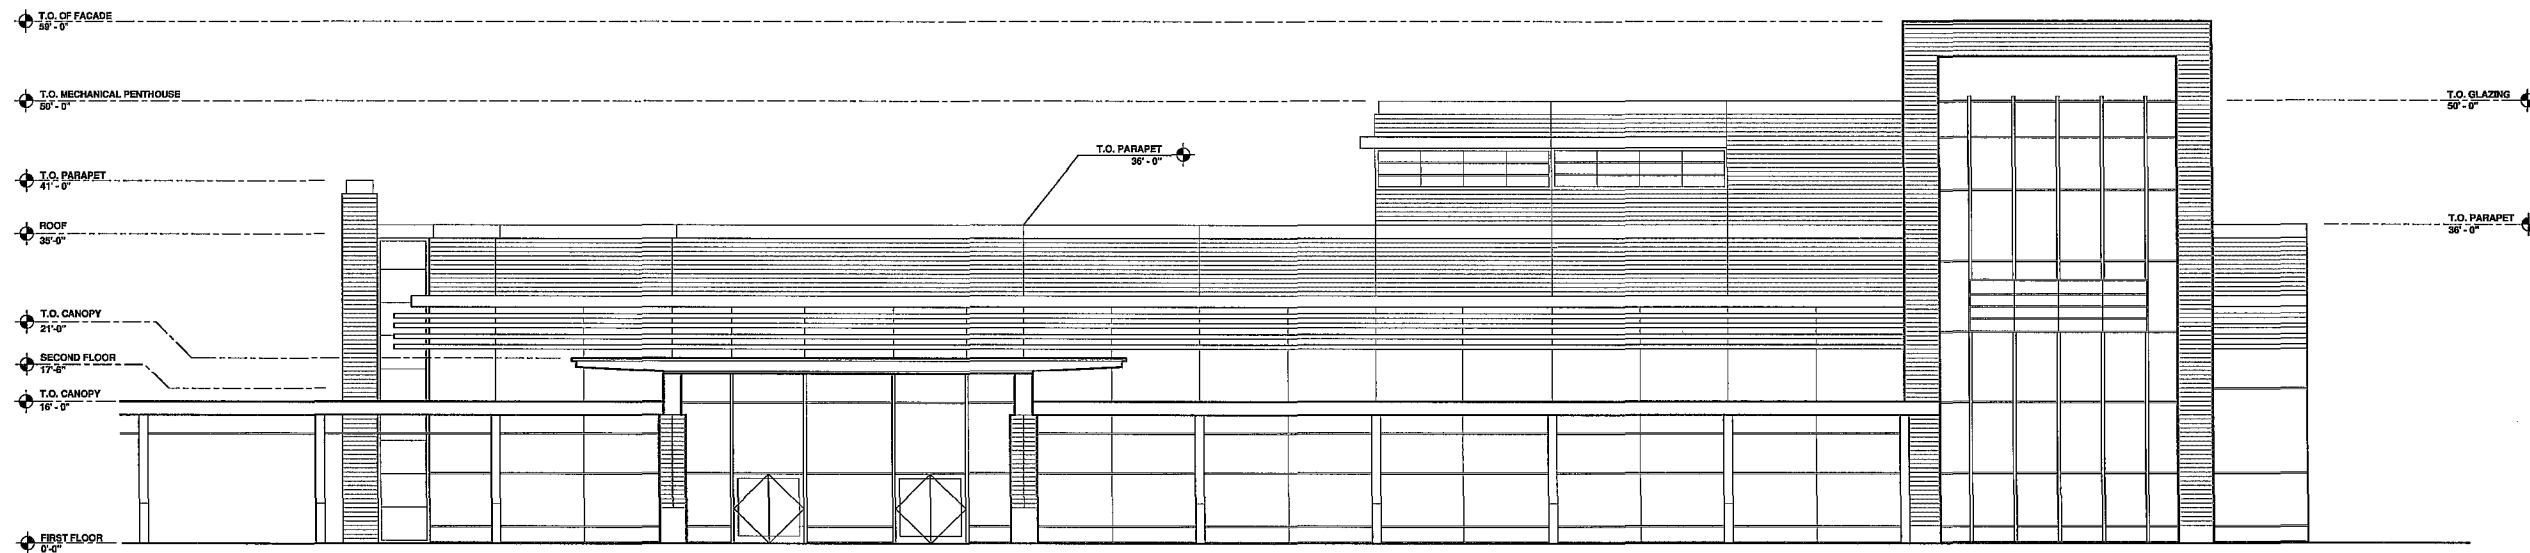 T.O. OF FACADE
59' - 0"
T.O. MECHANICAL PENTHOUSE
50' - 0"
T.O. GLAZING
50' - 0"
T.O. PARAPET
36' - 0"
T.O. PARAPET
41' - 0"
ROOF
35'-0"
T.O. PARAPET
36' - 0"
T.O. CANOPY
21'-0"
SECOND FLOOR
17'-6"
T.O. CANOPY
16' - 0"
FIRST FLOOR
0'-0"